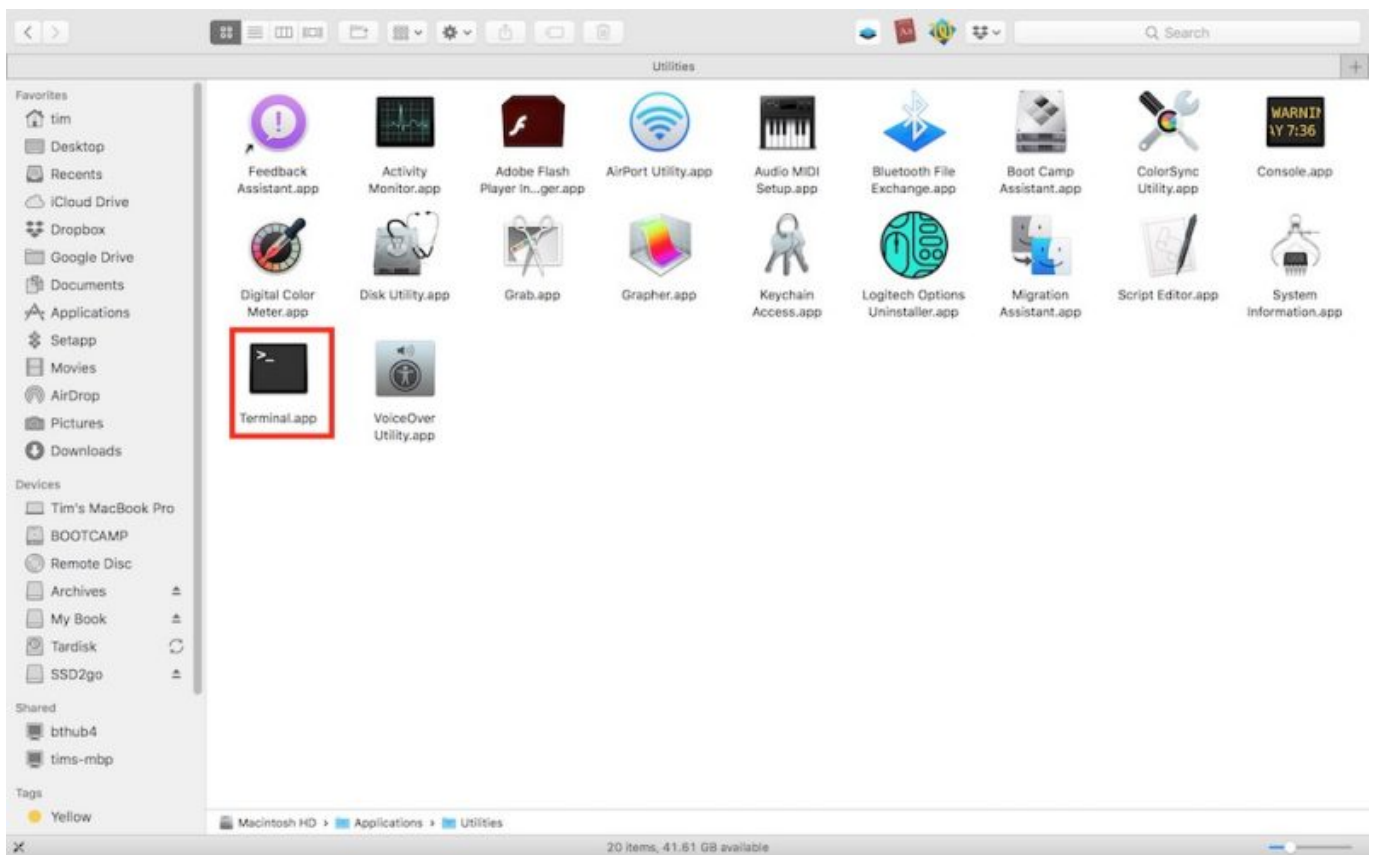 Search
Utilities
Favorites
tim
Desktop
Recents
iCloud Drive
Dropbox
Google Drive
Documents
Applications
Setapp
Movies
AirDrop
Pictures
Downloads
Devices
Tim's MacBook Pro
BOOTCAMP
Remote Disc
Archives
My Book
Tardisk
SSD2go
Shared
bthub4
tims-mbp
Tags
Yellow
WARNIN
AY 7:36
Feedback
Assistant.app
Activity
Monitor.app
Adobe Flash
Player In...ger.app
AirPort Utility.app
Audio MIDI
Setup.app
Bluetooth File
Exchange.app
Boot Camp
Assistant.app
ColorSync
Utility.app
Console.app
Digital Color
Meter.app
Disk Utility.app
Grab.app
Grapher.app
Keychain
Access.app
Logitech Options
Uninstaller.app
Migration
Assistant.app
Script Editor.app
System
Information.app
>_
Terminal.app
VoiceOver
Utility.app
Macintosh HD › Applications › Utilities
20 items, 41.61 GB available